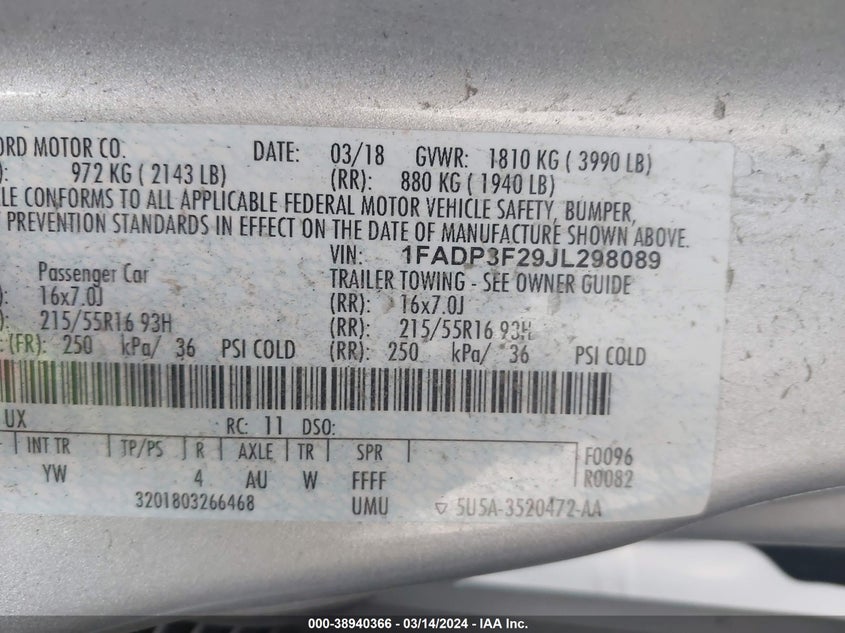 ORD MOTOR CO. DATE: 03/18 GVWR: 1810 KG ( 3990 LB)
): 972 KG ( 2143 LB) (RR): 880 KG ( 1940 LB)
LE CONFORMS TO ALL APPLICABLE FEDERAL MOTOR VEHICLE SAFETY, BUMPER,
PREVENTION STANDARDS IN EFFECT ON THE DATE OF MANUFACTURE SHOWN ABOVE.
VIN: 1FADP3F29JL298089
Passenger Car TRAILER TOWING - SEE OWNER GUIDE
): 16x7.0J (RR): 16x7.0J
): 215/55R16 93H (RR): 215/55R16 93H
: (FR): 250 kPa/ 36 PSI COLD (RR): 250 kPa/ 36 PSI COLD
UX RC: 11 DSO:
INT TR TP/PS R AXLE TR SPR F0096
YW 4 AU W FFFF R0082
3201803266468 UMU ▽ 5U5A-3520472-AA
000-38940366 - 03/14/2024 - IAA Inc.